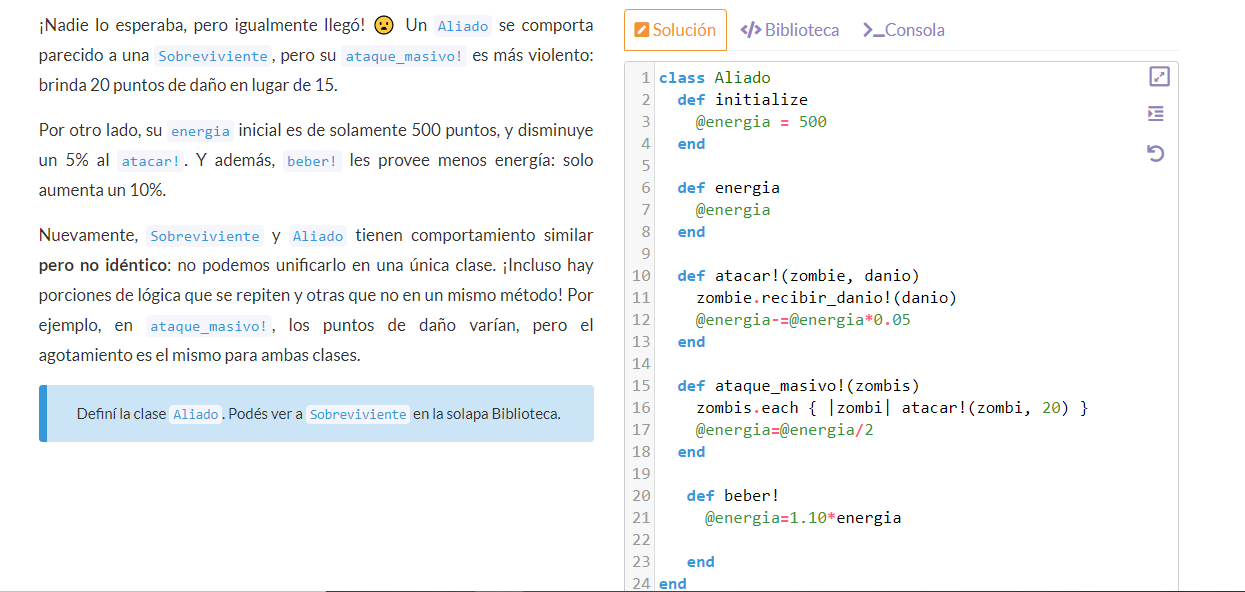 ¡Nadie lo esperaba, pero igualmente llegó! 😮 Un Aliado se comporta
parecido a una Sobreviviente, pero su ataque_masivo! es más violento:
brinda 20 puntos de daño en lugar de 15.
Por otro lado, su energia inicial es de solamente 500 puntos, y disminuye
un 5% al atacar!. Y además, beber! les provee menos energía: solo
aumenta un 10%.
Nuevamente, Sobreviviente y Aliado tienen comportamiento similar
pero no idéntico: no podemos unificarlo en una única clase. ¡Incluso hay
porciones de lógica que se repiten y otras que no en un mismo método! Por
ejemplo, en ataque_masivo!, los puntos de daño varían, pero el
agotamiento es el mismo para ambas clases.
Definí la clase Aliado. Podés ver a Sobreviviente en la solapa Biblioteca.
Solución </> Biblioteca >_Consola
1 class Aliado
2   def initialize
3     @energia = 500
4   end
5
6   def energia
7     @energia
8   end
9
10   def atacar!(zombie, danio)
11     zombie.recibir_danio!(danio)
12     @energia-=@energia*0.05
13   end
14
15   def ataque_masivo!(zombis)
16     zombis.each { |zombi| atacar!(zombi, 20) }
17     @energia=@energia/2
18   end
19
20    def beber!
21      @energia=1.10*energia
22
23    end
24 end